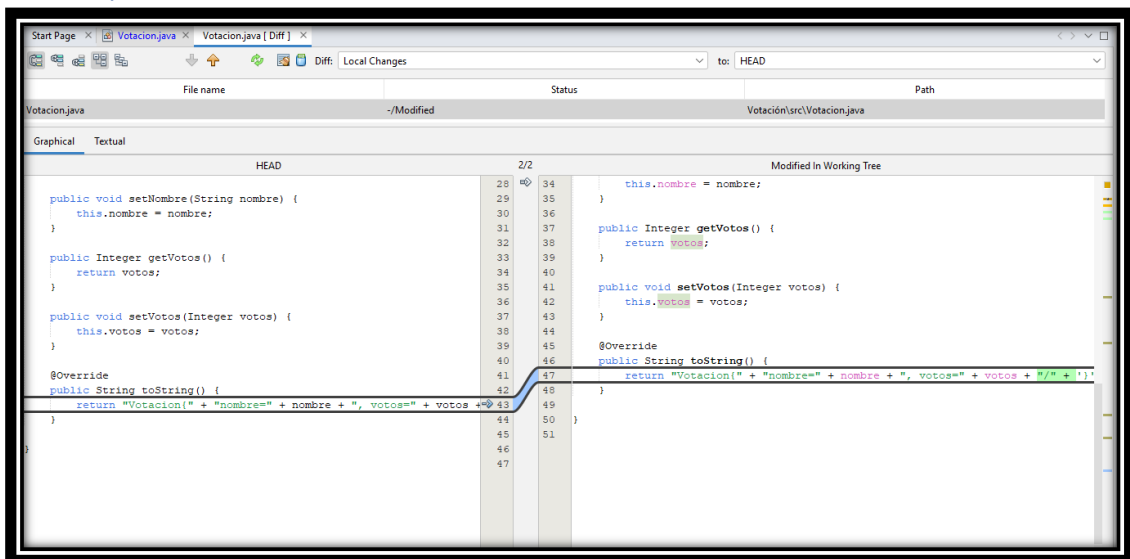 Start Page × Votacion.java × Votacion.java [ Diff ] ×
Diff: Local Changes to: HEAD
File name Status Path
Votacion.java -/Modified Votación\src\Votacion.java
Graphical Textual
HEAD 2/2 Modified In Working Tree
28
public void setNombre(String nombre) { 29
this.nombre = nombre; 30
} 31
32
public Integer getVotos() { 33
return votos; 34
} 35
36
public void setVotos(Integer votos) { 37
this.votos = votos; 38
} 39
40
@Override 41
public String toString() { 42
return "Votacion{" + "nombre=" + nombre + ", votos=" + votos + 43
} 44
45
} 46
47
34 this.nombre = nombre;
35 }
36
37 public Integer getVotos() {
38 return votos;
39 }
40
41 public void setVotos(Integer votos) {
42 this.votos = votos;
43 }
44
45 @Override
46 public String toString() {
47 return "Votacion{" + "nombre=" + nombre + ", votos=" + votos + "/" + '}'
48 }
49
50 }
51